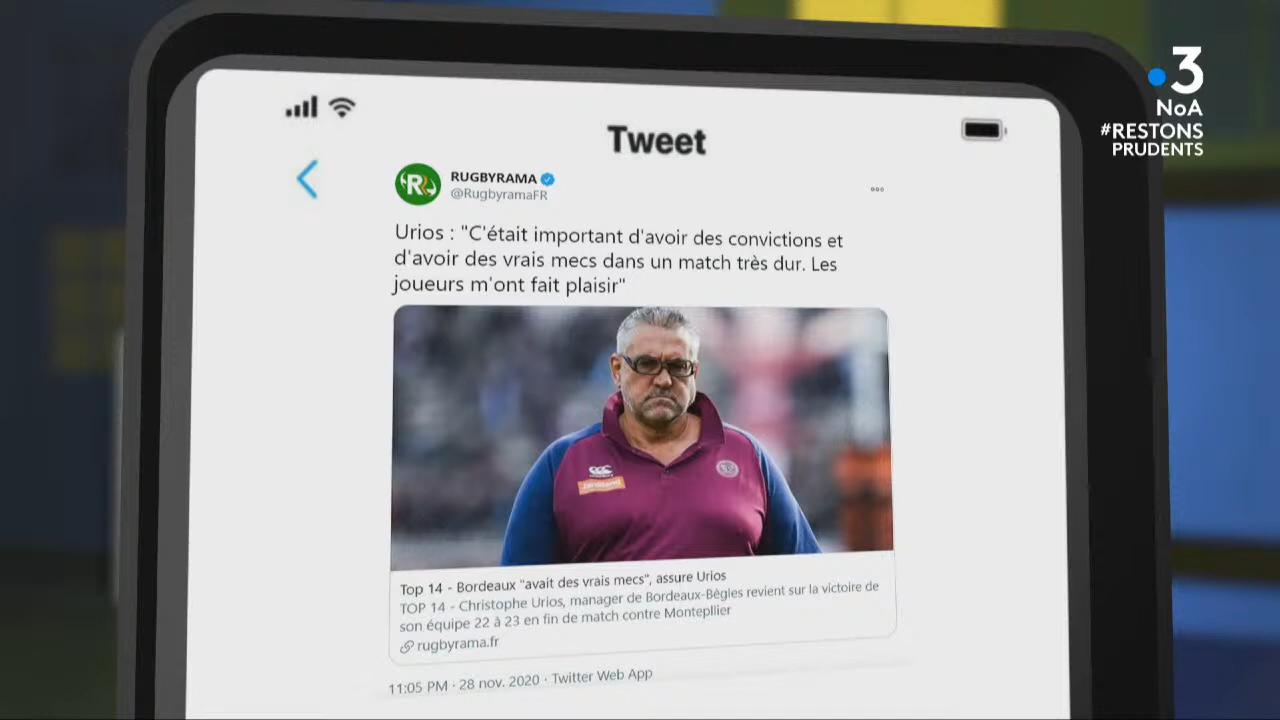 3
NOA
#RESTONS
PRUDENTS
Tweet
RUGBYRAMA
@RugbyramaFR
Urios : "C'était important d'avoir des convictions et
d'avoir des vrais mecs dans un match très dur. Les
joueurs m'ont fait plaisir"
Top 14 - Bordeaux "avait des vrais mecs", assure Urios
TOP 14 - Christophe Urios, manager de Bordeaux-Bègles revient sur la victoire de
son équipe 22 à 23 en fin de match contre Montepllier
rugbyrama.fr
11:05 PM · 28 nov. 2020 · Twitter Web App